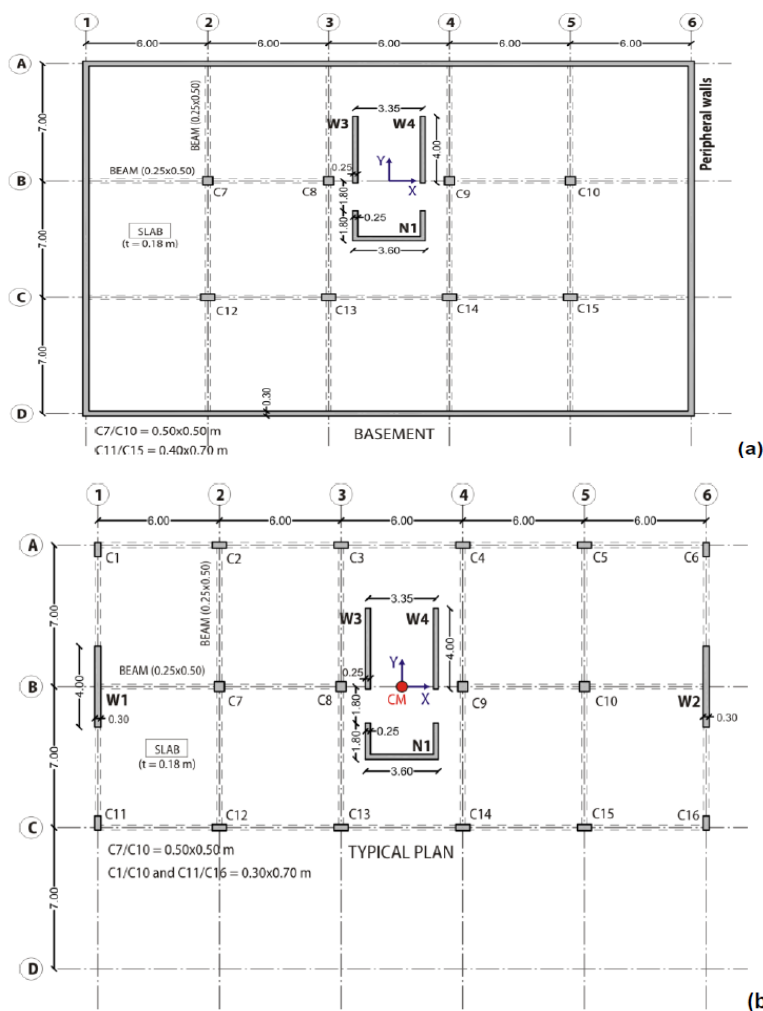 1 2 3 4 5 6
6.00 6.00 6.00 6.00 6.00
A
Peripheral walls
3.35
W3 W4
BEAM (0.25x0.50)
7.00
4.00
0.25
Y
BEAM (0.25x0.50)
B
X
C7 C8 C9 C10
1.80
SLAB
(t = 0.18 m)
0.25
N1
1.80
7.00
3.60
C
C12 C13 C14 C15
7.00
0.30
D
C7/C10 = 0.50x0.50 m
BASEMENT
C11/C15 = 0.40x0.70 m
(a)
1 2 3 4 5 6
6.00 6.00 6.00 6.00 6.00
A
C1 C2 C3 C4 C5 C6
3.35
W3 W4
BEAM (0.25x0.50)
7.00
4.00
4.00
0.25
Y
BEAM (0.25x0.50)
B
W1 C7 C8 CM X C9 C10 W2
0.30
1.80
0.25
0.30
SLAB
(t = 0.18 m)
1.80
N1
7.00
3.60
C11 C12 C13 C14 C15 C16
C
C7/C10 = 0.50x0.50 m
TYPICAL PLAN
C1/C10 and C11/C16 = 0.30x0.70 m
7.00
D
(b